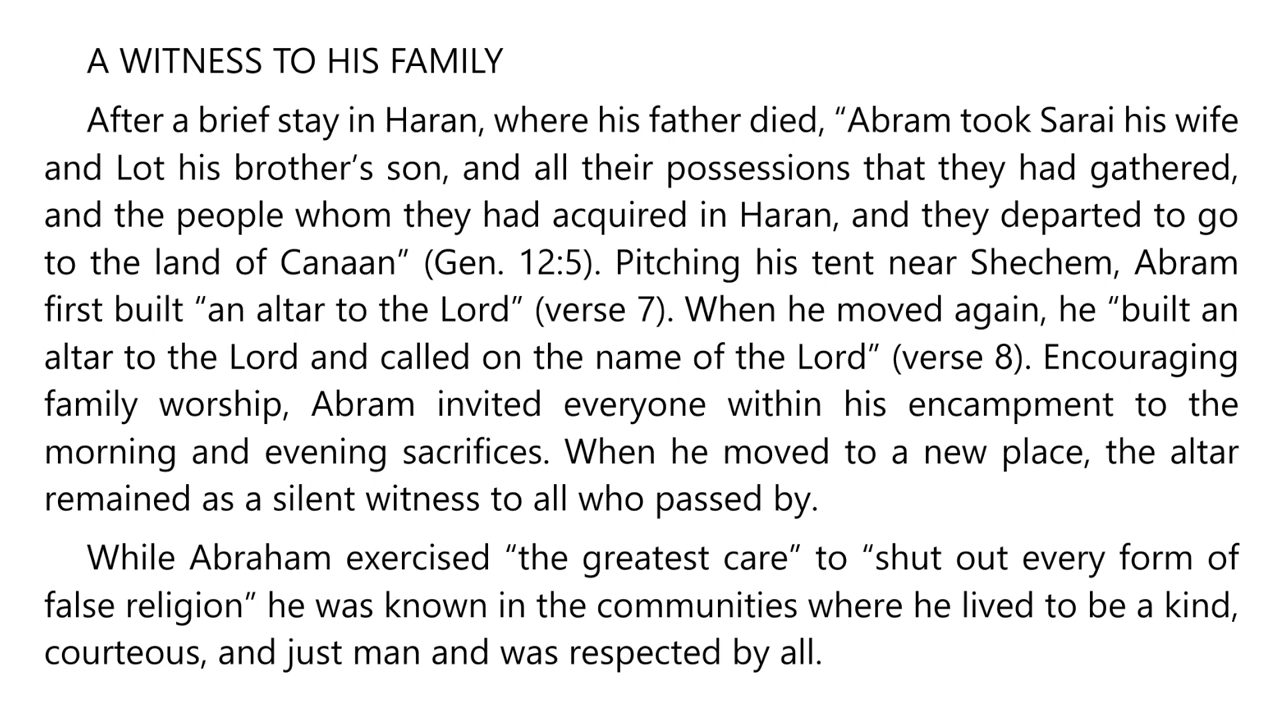 A WITNESS TO HIS FAMILY
After a brief stay in Haran, where his father died, “Abram took Sarai his wife
and Lot his brother’s son, and all their possessions that they had gathered,
and the people whom they had acquired in Haran, and they departed to go
to the land of Canaan” (Gen. 12:5). Pitching his tent near Shechem, Abram
first built “an altar to the Lord” (verse 7). When he moved again, he “built an
altar to the Lord and called on the name of the Lord” (verse 8). Encouraging
family worship, Abram invited everyone within his encampment to the
morning and evening sacrifices. When he moved to a new place, the altar
remained as a silent witness to all who passed by.
While Abraham exercised “the greatest care” to “shut out every form of
false religion” he was known in the communities where he lived to be a kind,
courteous, and just man and was respected by all.